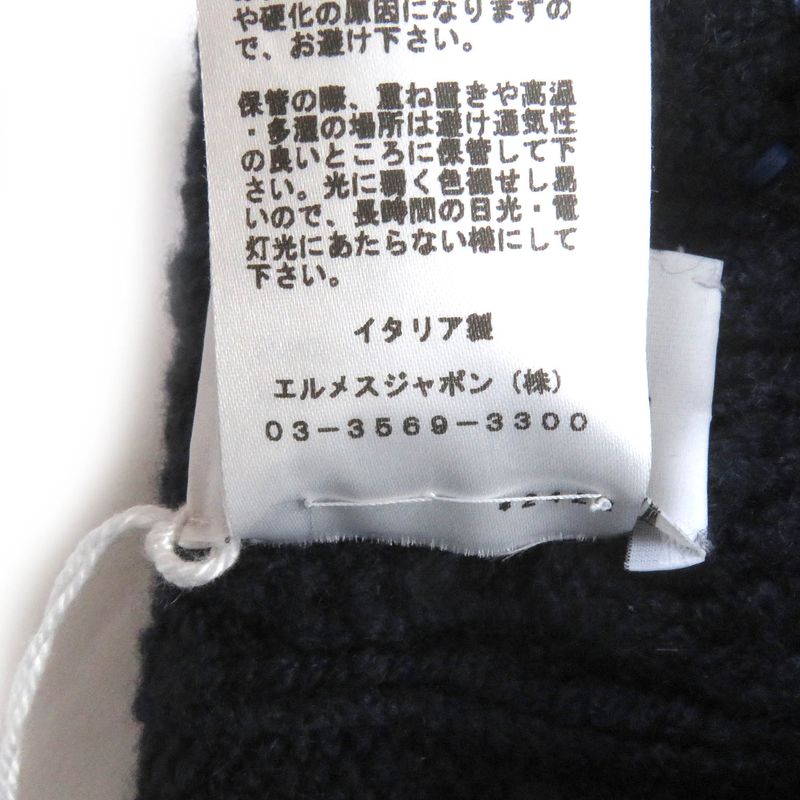 や硬化の原因になりますの
で、お避け下さい。
保管の際、重ね置きや高温
・多湿の場所は避け通気性
の良いところに保管して下
さい。光に弱く色褪せし易
いので、長時間の日光・電
灯光にあたらない様にして
下さい。
イタリア製
エルメスジャポン（株）
03-3569-3300